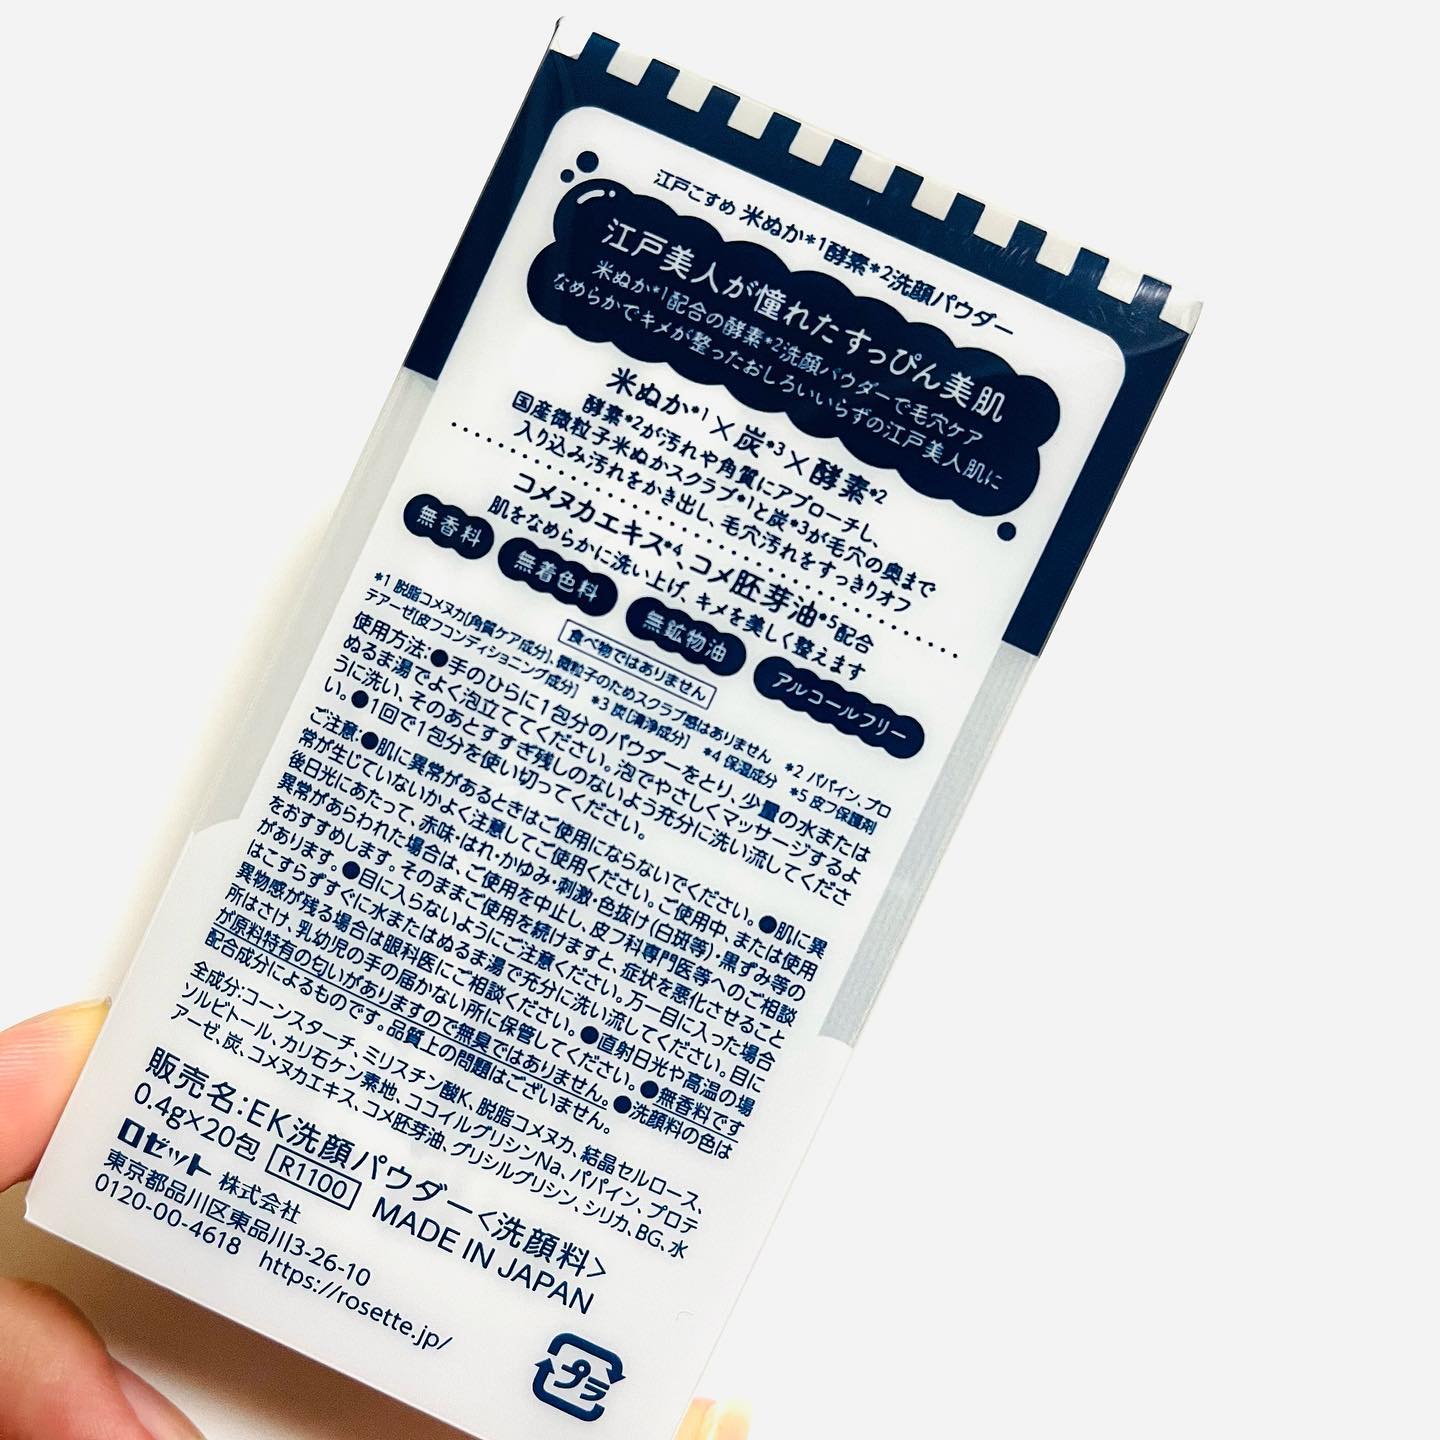 江戸こすめ 米ぬか*1酵素*2洗顔パウダー
江戸美人が憧れたすっぴん美肌
米ぬか*1配合の酵素*2洗顔パウダーで毛穴ケア
なめらかでキメが整ったおしろいいらずの江戸美人肌に
米ぬか*1×炭*3×酵素*2
酵素*2が汚れや角質にアプローチし、
国産微粒子米ぬかスクラブ*1と炭*3が毛穴の奥まで
入り込み汚れをかき出し、毛穴汚れをすっきりオフ
コメヌカエキス*4、コメ胚芽油*5配合
肌をなめらかに洗い上げ、キメを美しく整えます
無香料 無着色料 無鉱物油 アルコールフリー
食べ物ではありません
*1 脱脂コメヌカ[角質ケア成分]、微粒子のためスクラブ感はありません *2 パパイン、プロ
テアーゼ[皮フコンディショニング成分] *3 炭[清浄成分] *4 保湿成分 *5 皮フ保護剤
使用方法:●手のひらに1包分のパウダーをとり、少量の水または
ぬるま湯でよく泡立ててください。泡でやさしくマッサージするよ
うに洗い、そのあとすすぎ残しのないよう充分に洗い流してくださ
い。●1回で1包分を使い切ってください。
ご注意:●肌に異常があるときはご使用にならないでください。●肌に異
常が生じていないかよく注意してご使用ください。ご使用中、または使用
後日光にあたって、赤味・はれ・かゆみ・刺激・色抜け(白斑等)・黒ずみ等の
異常があらわれた場合は、ご使用を中止し、皮フ科専門医等へのご相談
をおすすめします。そのままご使用を続けますと、症状を悪化させること
があります。●目に入らないようにご注意ください。万一目に入った場合
はこすらずすぐに水またはぬるま湯で充分に洗い流してください。目に
異物感が残る場合は眼科医にご相談ください。●直射日光や高温の場
所はさけ、乳幼児の手の届かない所に保管してください。●無香料です
が原料特有の匂いがありますので無臭ではありません。●洗顔料の色は
配合成分によるものです。品質上の問題はございません。
全成分:コーンスターチ、ミリスチン酸K、脱脂コメヌカ、結晶セルロース、
ソルビトール、カリ石ケン素地、ココイルグリシンNa、パパイン、プロテ
アーゼ、炭、コメヌカエキス、コメ胚芽油、グリシルグリシン、シリカ、BG、水
販売名:EK洗顔パウダー<洗顔料>
0.4g×20包 R1100 MADE IN JAPAN
ロゼット 株式会社
東京都品川区東品川3-26-10
0120-00-4618 https://rosette.jp/
プラ